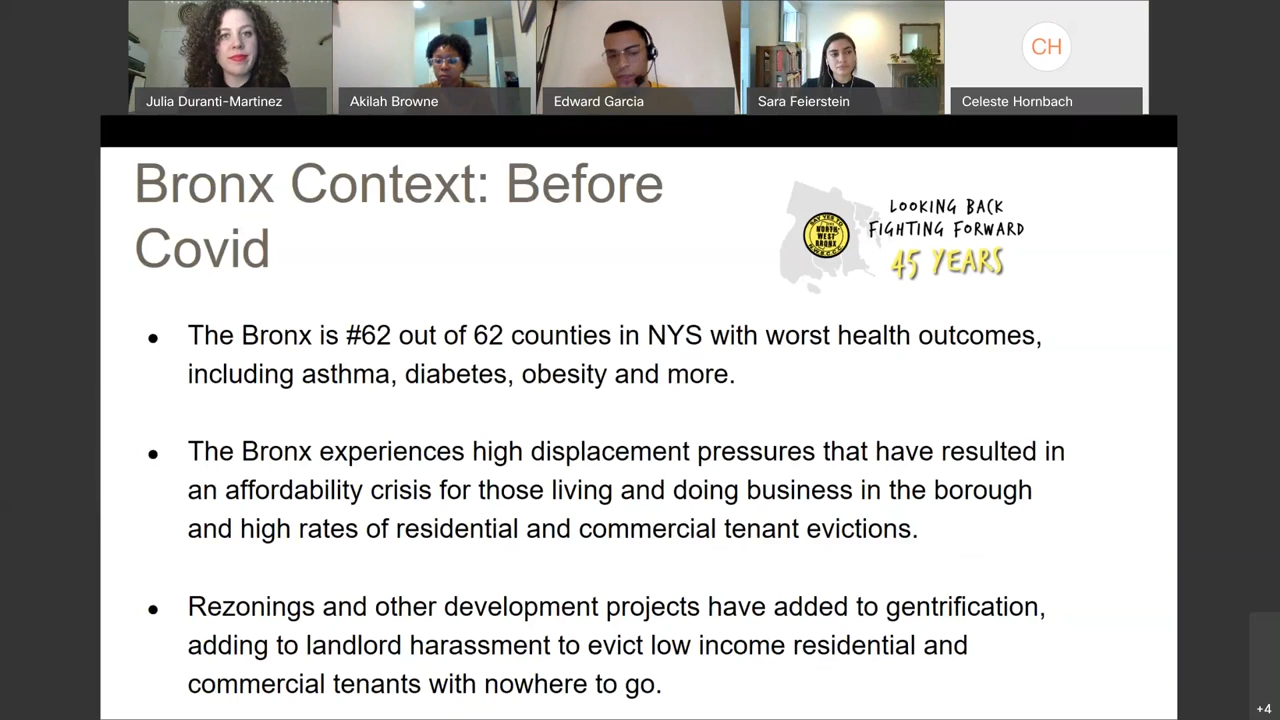 Julia Duranti-Martinez
Akilah Browne
Edward Garcia
Sara Feierstein
CH
Celeste Hornbach
Bronx Context: Before
Covid
LOOKING BACK
FIGHTING FORWARD
45 YEARS
SAY YES TO
NORTH
WEST
BRONX
N.W.B.C.C.C.
● The Bronx is #62 out of 62 counties in NYS with worst health outcomes,
including asthma, diabetes, obesity and more.
● The Bronx experiences high displacement pressures that have resulted in
an affordability crisis for those living and doing business in the borough
and high rates of residential and commercial tenant evictions.
● Rezonings and other development projects have added to gentrification,
adding to landlord harassment to evict low income residential and
commercial tenants with nowhere to go.
+4